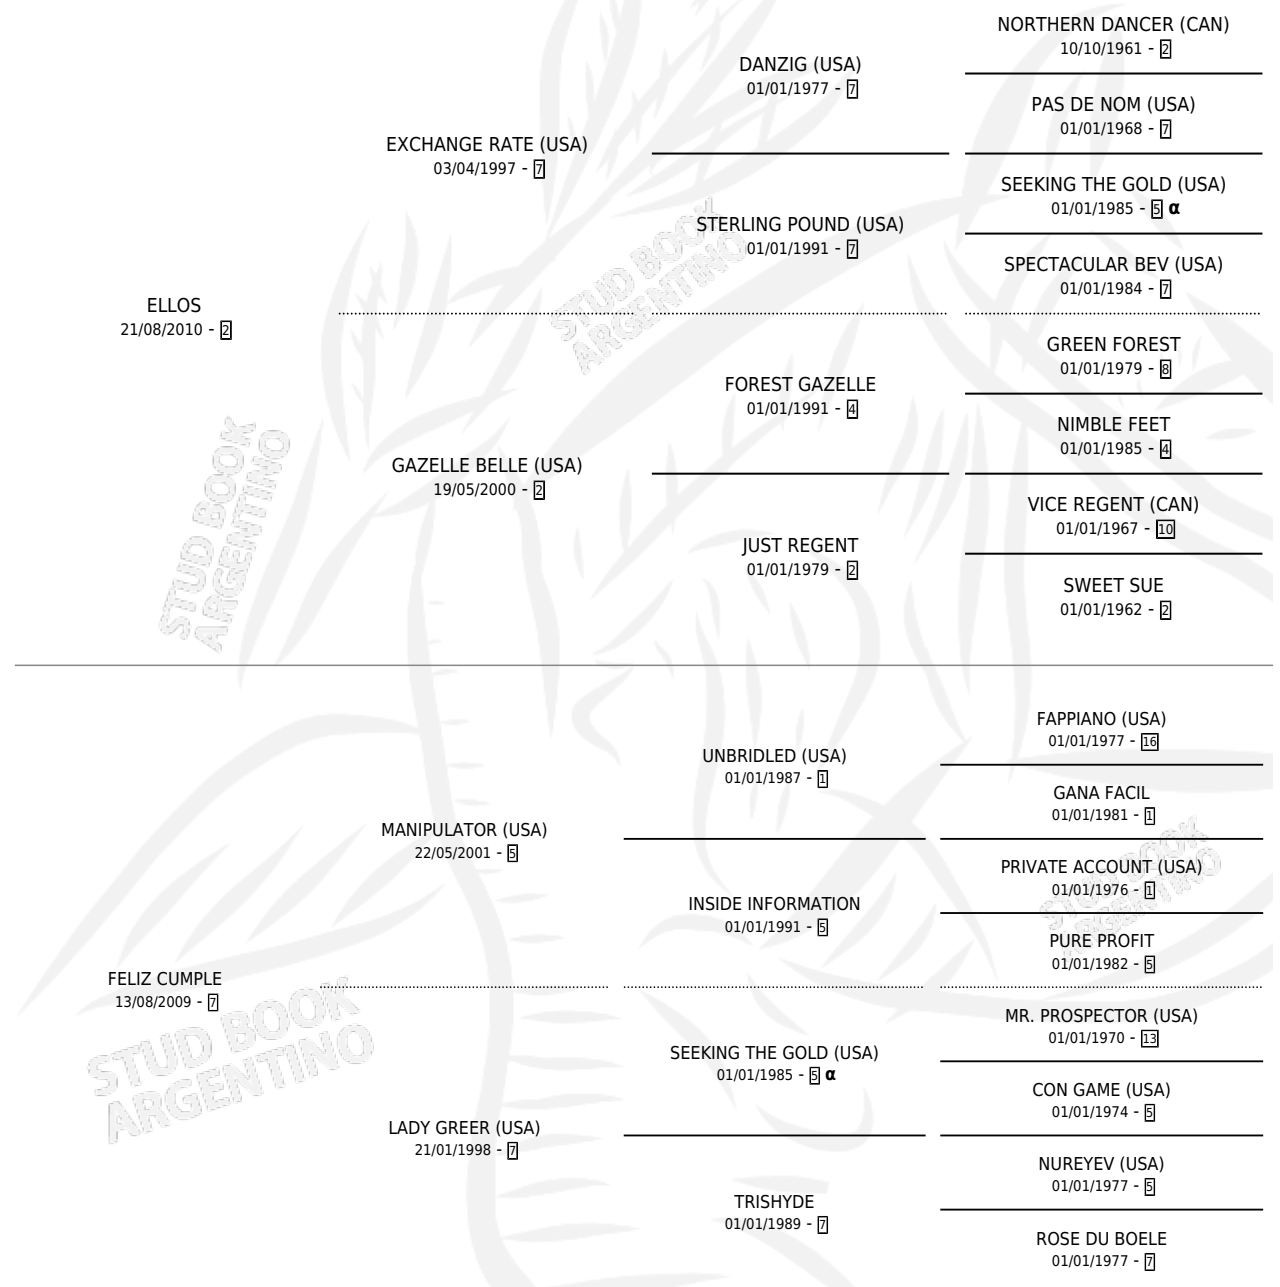 NORTHERN DANCER (CAN)
10/10/1961 - 2
DANZIG (USA)
01/01/1977 - 7
PAS DE NOM (USA)
01/01/1968 - 7
EXCHANGE RATE (USA)
03/04/1997 - 7
SEEKING THE GOLD (USA)
01/01/1985 - 5 α
STERLING POUND (USA)
01/01/1991 - 7
SPECTACULAR BEV (USA)
01/01/1984 - 7
ELLOS
21/08/2010 - 2
GREEN FOREST
01/01/1979 - 8
FOREST GAZELLE
01/01/1991 - 4
NIMBLE FEET
01/01/1985 - 4
GAZELLE BELLE (USA)
19/05/2000 - 2
VICE REGENT (CAN)
01/01/1967 - 10
JUST REGENT
01/01/1979 - 2
SWEET SUE
01/01/1962 - 2
STUD BOOK
ARGENTINO
STUD BOOK
ARGENTINO
FAPPIANO (USA)
01/01/1977 - 16
UNBRIDLED (USA)
01/01/1987 - 1
GANA FACIL
01/01/1981 - 1
MANIPULATOR (USA)
22/05/2001 - 5
PRIVATE ACCOUNT (USA)
01/01/1976 - 1
INSIDE INFORMATION
01/01/1991 - 5
PURE PROFIT
01/01/1982 - 5
FELIZ CUMPLE
13/08/2009 - 7
MR. PROSPECTOR (USA)
01/01/1970 - 13
SEEKING THE GOLD (USA)
01/01/1985 - 5 α
CON GAME (USA)
01/01/1974 - 5
LADY GREER (USA)
21/01/1998 - 7
NUREYEV (USA)
01/01/1977 - 5
TRISHYDE
01/01/1989 - 7
ROSE DU BOELE
01/01/1977 - 7
STUD BOOK
ARGENTINO
STUD BOOK
ARGENTINO